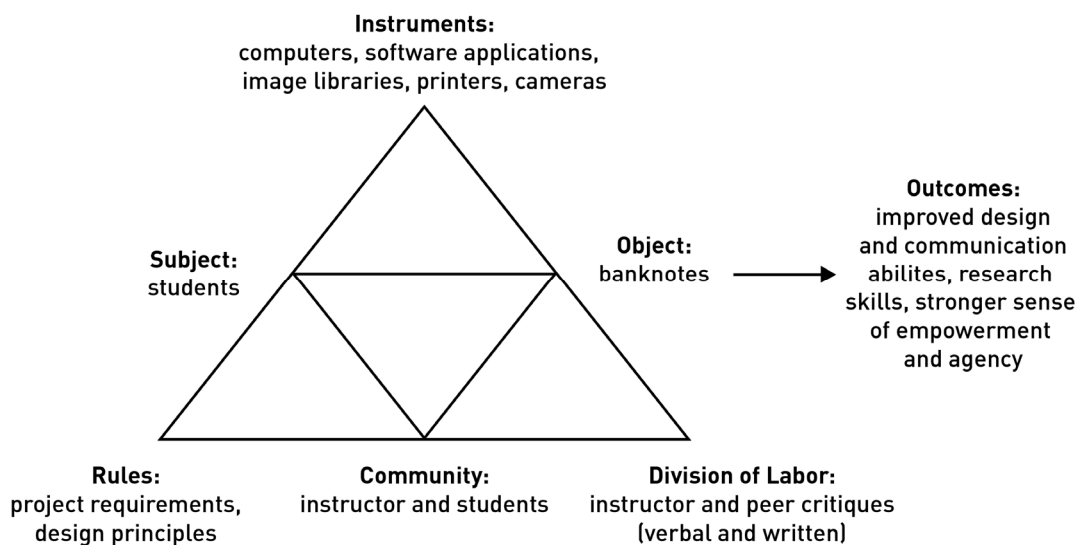 Instruments:
computers, software applications,
image libraries, printers, cameras
Subject:
students
Object:
banknotes
Outcomes:
improved design
and communication
abilites, research
skills, stronger sense
of empowerment
and agency
Rules:
project requirements,
design principles
Community:
instructor and students
Division of Labor:
instructor and peer critiques
(verbal and written)